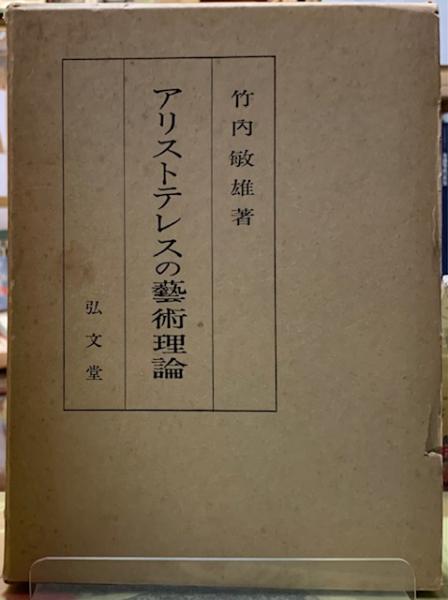 竹內敏雄著
アリストテレスの藝術理論
弘文堂